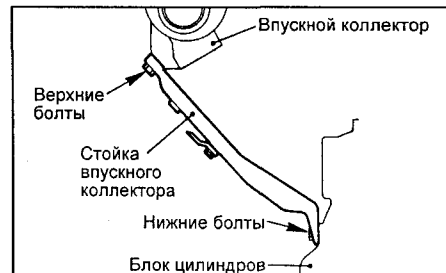 Впускной коллектор
Верхние
болты
Стойка
впускного
коллектора
Нижние болты
Блок цилиндров